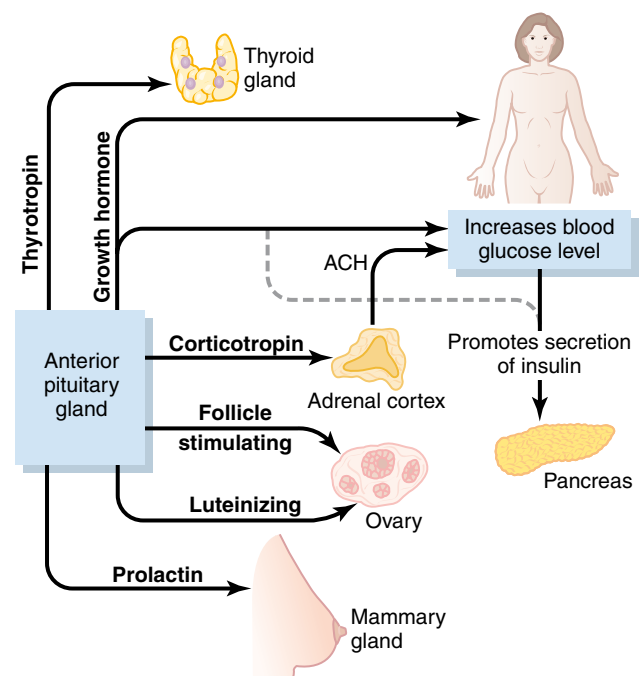 Thyroid
gland
Thyrotropin
Growth hormone
Increases blood
glucose level
ACH
Corticotropin
Adrenal cortex
Promotes secretion
of insulin
Anterior
pituitary
gland
Follicle
stimulating
Luteinizing
Ovary
Pancreas
Prolactin
Mammary
gland